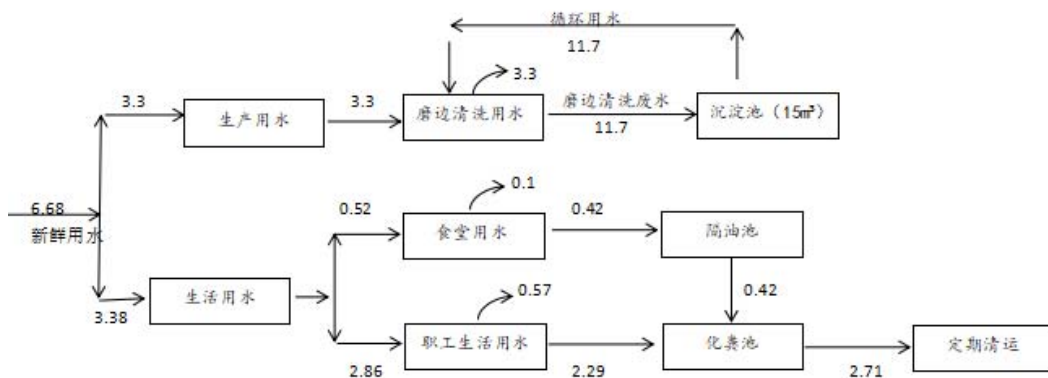 循环用水
11.7
3.3
3.3
3.3
生产用水
磨边清洗用水
磨边清洗废水
11.7
沉淀池（15m³）
6.68
新鲜用水
0.52
0.1
食堂用水
0.42
隔油池
3.38
生活用水
0.57
0.42
2.86
职工生活用水
2.29
化粪池
2.71
定期清运